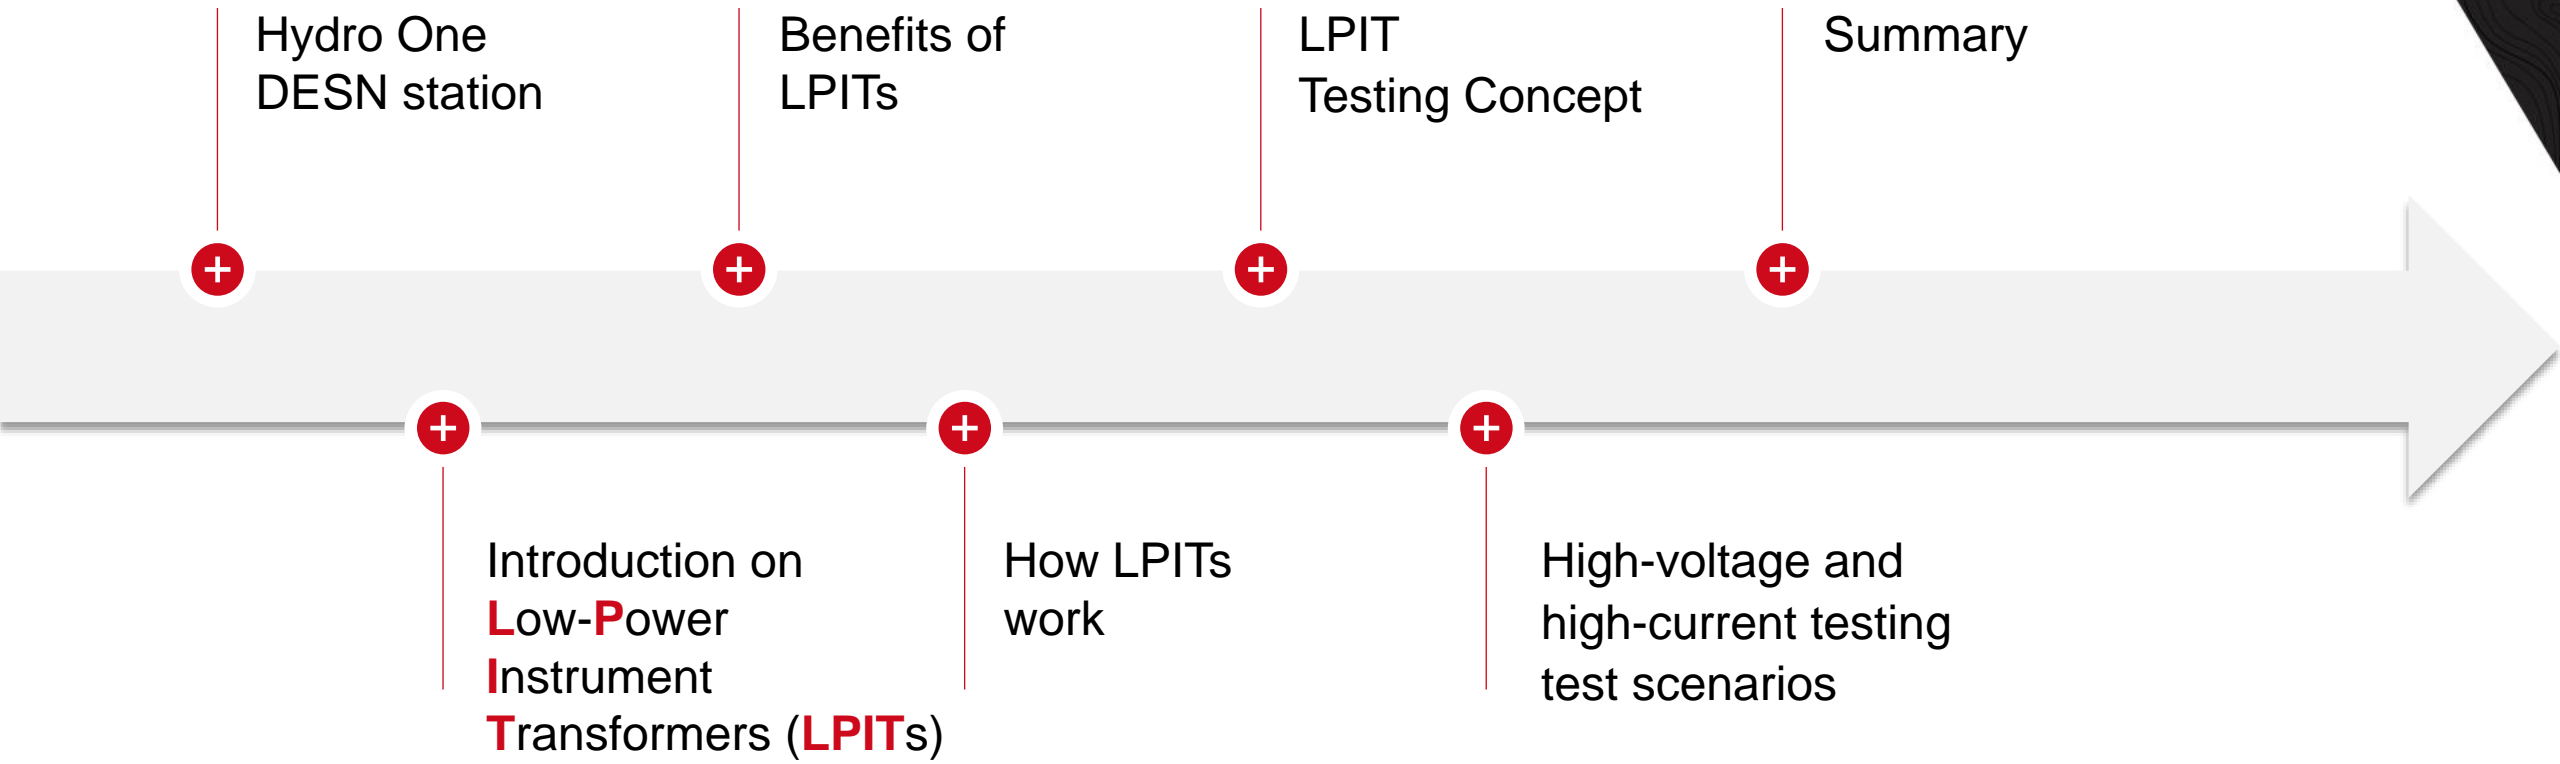 Hydro One
DESN station
Introduction on
Low-Power
Instrument
Transformers (LPITs)
Benefits of
LPITs
How LPITs
work
LPIT
Testing Concept
High-voltage and
high-current testing
test scenarios
Summary